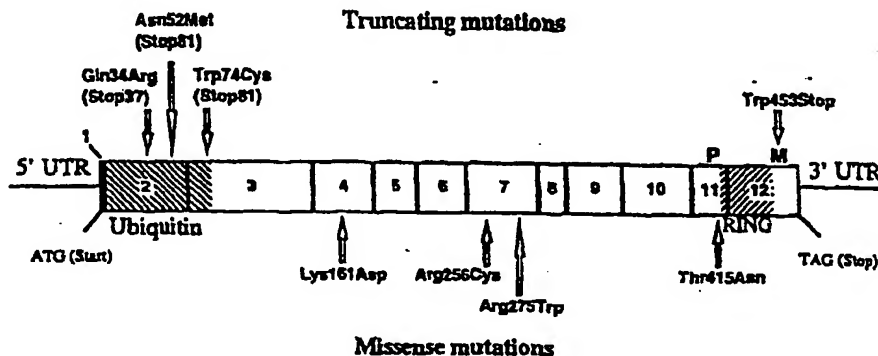 Truncating mutations
Asn52Met
(Stop81)
Gln34Arg
(Stop37)
Trp74Cys
(Stop81)
Trp453Stop
1
P
M
5' UTR
2
3
4
5
6
7
8
9
10
11
12
3' UTR
Ubiquitin
RING
ATG (Start)
TAG (Stop)
Lys161Asp
Arg256Cys
Arg275Trp
Thr415Asn
Missense mutations